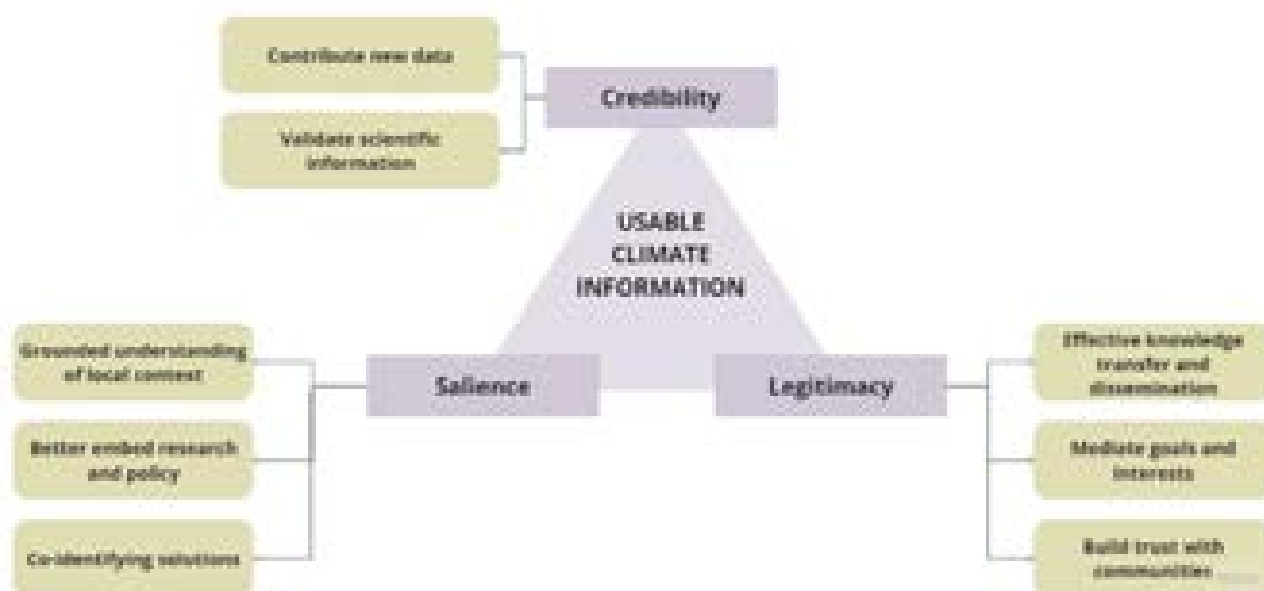 Contribute new data
Credibility
Validate scientific
information
USABLE
CLIMATE
INFORMATION
Grounded understanding
of local context
Salience
Better embed research
and policy
Co-identifying solutions
Legitimacy
Effective knowledge
transfer and
dissemination
Mediate goals and
interests
Build trust with
communities